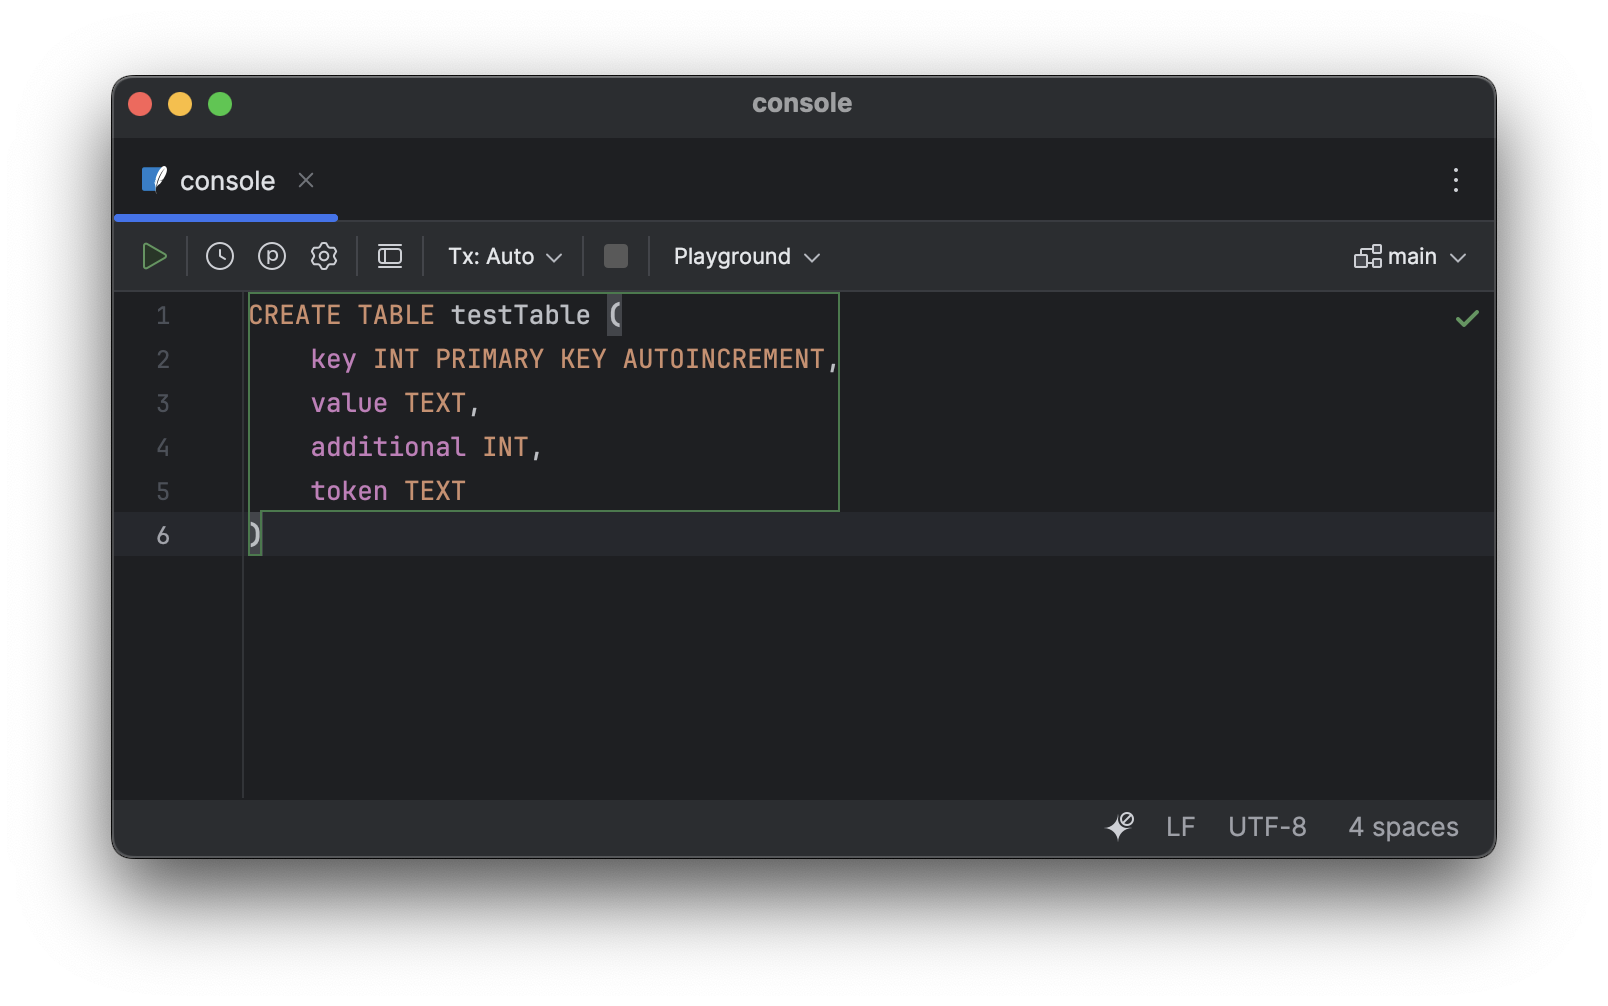 console
console
Tx: Auto
Playground
main
1 CREATE TABLE testTable (
2 key INT PRIMARY KEY AUTOINCREMENT,
3 value TEXT,
4 additional INT,
5 token TEXT
6 )
LF UTF-8 4 spaces